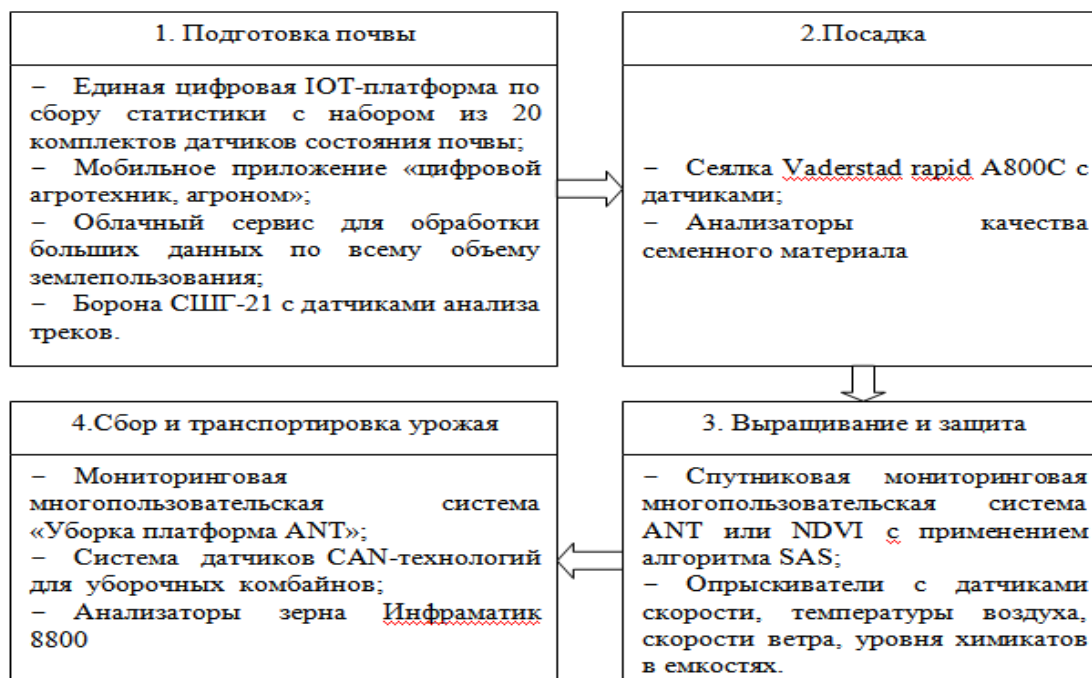 1. Подготовка почвы
− Единая цифровая IOT-платформа по
сбору статистики с набором из 20
комплектов датчиков состояния почвы;
− Мобильное приложение «цифровой
агротехник, агроном»;
− Облачный сервис для обработки
больших данных по всему объему
землепользования;
− Борона СШГ-21 с датчиками анализа
треков.
2.Посадка
− Сеялка Vaderstad rapid A800C с
датчиками;
− Анализаторы качества
семенного материала
3. Выращивание и защита
− Спутниковая мониторинговая
многопользовательская система
ANT или NDVI с применением
алгоритма SAS;
− Опрыскиватели с датчиками
скорости, температуры воздуха,
скорости ветра, уровня химикатов
в емкостях.
4.Сбор и транспортировка урожая
− Мониторинговая
многопользовательская система
«Уборка платформа ANT»;
− Система датчиков CAN-технологий
для уборочных комбайнов;
− Анализаторы зерна Инфраматик
8800